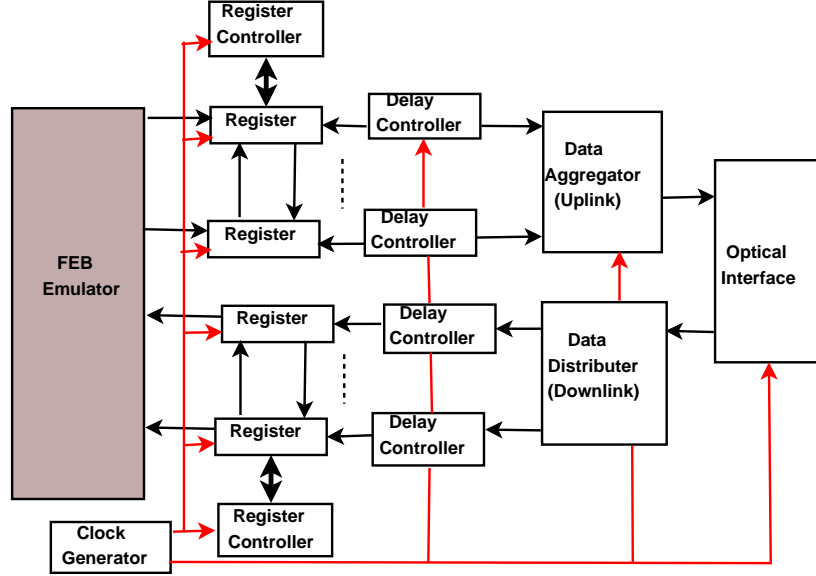 Register
Controller
Register
Delay
Controller
Data
Aggregator
(Uplink)
Register
Delay
Controller
FEB
Emulator
Optical
Interface
Register
Delay
Controller
Data
Distributer
(Downlink)
Register
Delay
Controller
Register
Controller
Clock
Generator